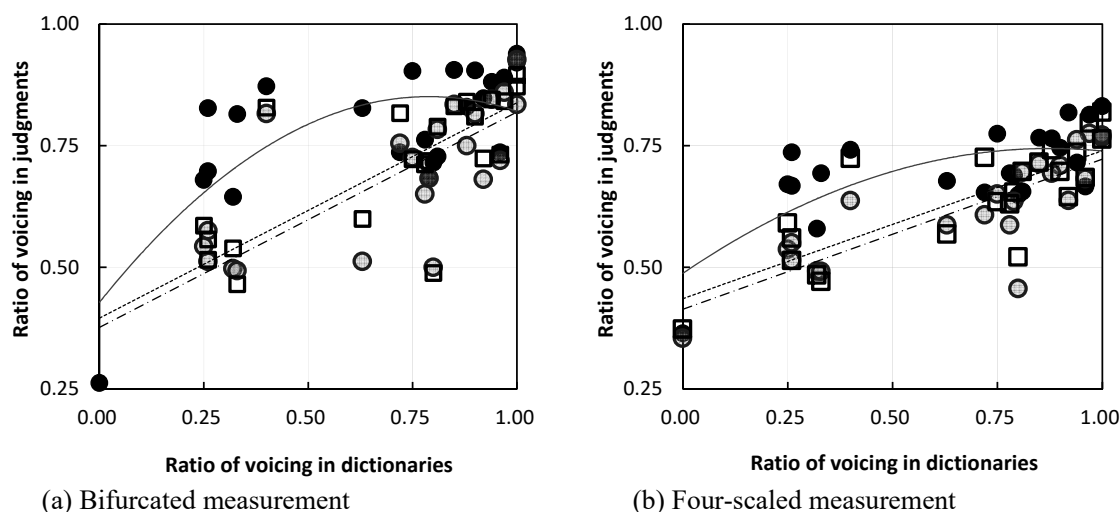 1.00
0.75
0.50
0.25
0.00 0.25 0.50 0.75 1.00
Ratio of voicing in judgments
Ratio of voicing in dictionaries
(a) Bifurcated measurement
1.00
0.75
0.50
0.25
0.00 0.25 0.50 0.75 1.00
Ratio of voicing in judgments
Ratio of voicing in dictionaries
(b) Four-scaled measurement